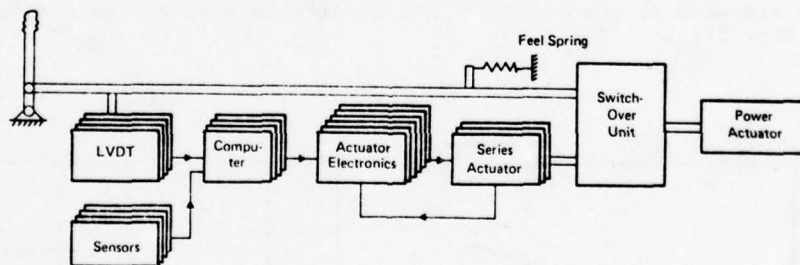 Feel Spring
Switch-
Over
Unit
Power
Actuator
LVDT
Compu-
ter
Actuator
Electronics
Series
Actuator
Sensors